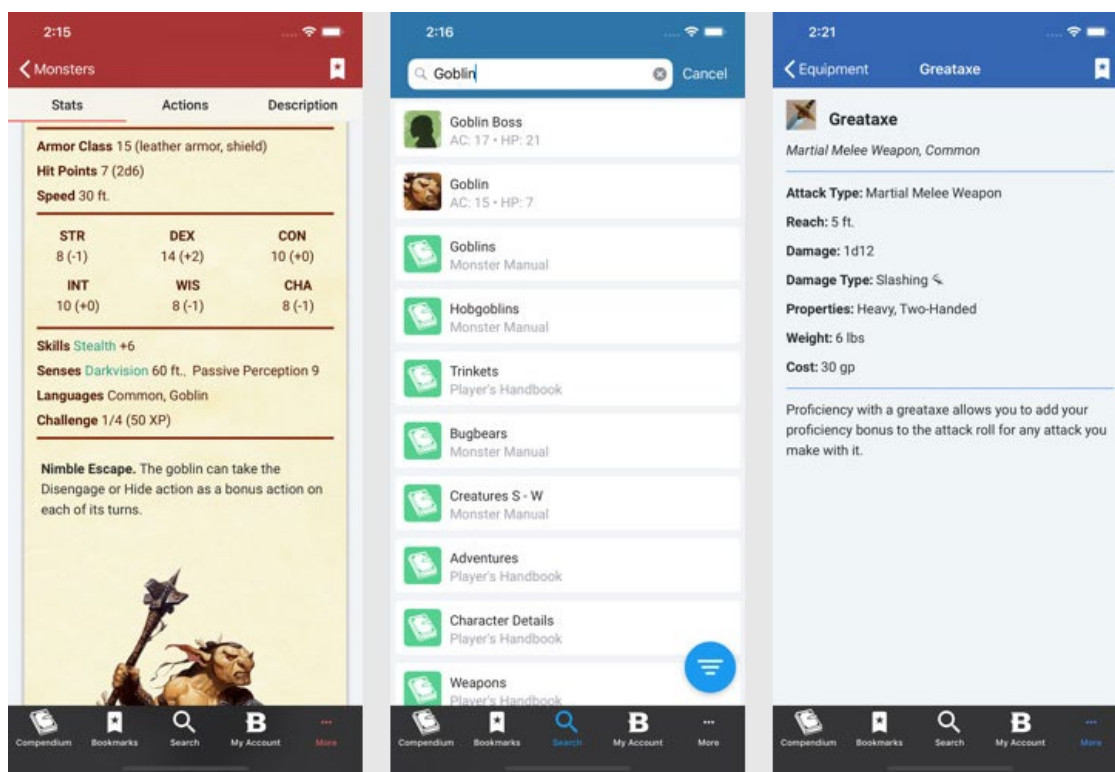 2:15
Monsters
Stats Actions Description
Armor Class 15 (leather armor, shield)
Hit Points 7 (2d6)
Speed 30 ft.
STR DEX CON
8 (-1) 14 (+2) 10 (+0)
INT WIS CHA
10 (+0) 8 (-1) 8 (-1)
Skills Stealth +6
Senses Darkvision 60 ft., Passive Perception 9
Languages Common, Goblin
Challenge 1/4 (50 XP)
Nimble Escape. The goblin can take the
Disengage or Hide action as a bonus action on
each of its turns.
Compendium Bookmarks Search My Account More
2:16
Goblin Cancel
Goblin Boss
AC: 17 • HP: 21
Goblin
AC: 15 • HP: 7
Goblins
Monster Manual
Hobgoblins
Monster Manual
Trinkets
Player's Handbook
Bugbears
Monster Manual
Creatures S - W
Monster Manual
Adventures
Player's Handbook
Character Details
Player's Handbook
Weapons
Player's Handbook
Compendium Bookmarks Search My Account More
2:21
Equipment Greataxe
Greataxe
Martial Melee Weapon, Common
Attack Type: Martial Melee Weapon
Reach: 5 ft.
Damage: 1d12
Damage Type: Slashing
Properties: Heavy, Two-Handed
Weight: 6 lbs
Cost: 30 gp
Proficiency with a greataxe allows you to add your
proficiency bonus to the attack roll for any attack you
make with it.
Compendium Bookmarks Search My Account More